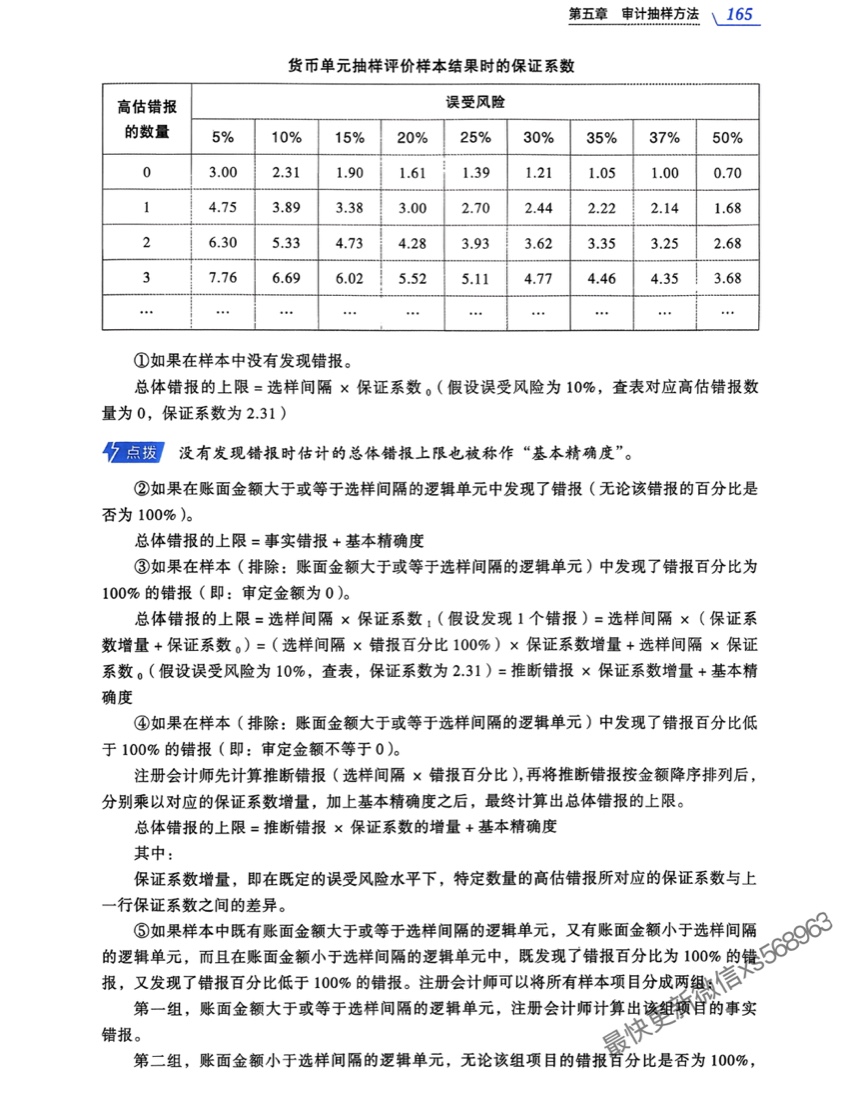 第五章 审计抽样方法 165
货币单元抽样评价样本结果时的保证系数
高估错报的数量 误受风险
5% 10% 15% 20% 25% 30% 35% 37% 50%
0 3.00 2.31 1.90 1.61 1.39 1.21 1.05 1.00 0.70
1 4.75 3.89 3.38 3.00 2.70 2.44 2.22 2.14 1.68
2 6.30 5.33 4.73 4.28 3.93 3.62 3.35 3.25 2.68
3 7.76 6.69 6.02 5.52 5.11 4.77 4.46 4.35 3.68
… … … … … … … … … …
①如果在样本中没有发现错报。
总体错报的上限 = 选样间隔 × 保证系数₀（假设误受风险为 10%，查表对应高估错报数
量为 0，保证系数为 2.31）
点拨 没有发现错报时估计的总体错报上限也被称作“基本精确度”。
②如果在账面金额大于或等于选样间隔的逻辑单元中发现了错报（无论该错报的百分比是
否为 100%）。
总体错报的上限 = 事实错报 + 基本精确度
③如果在样本（排除：账面金额大于或等于选样间隔的逻辑单元）中发现了错报百分比为
100% 的错报（即：审定金额为 0）。
总体错报的上限 = 选样间隔 × 保证系数₁（假设发现 1 个错报）= 选样间隔 ×（保证系
数增量 + 保证系数₀）=（选样间隔 × 错报百分比 100%）× 保证系数增量 + 选样间隔 × 保证
系数₀（假设误受风险为 10%，查表，保证系数为 2.31）= 推断错报 × 保证系数增量 + 基本精
确度
④如果在样本（排除：账面金额大于或等于选样间隔的逻辑单元）中发现了错报百分比低
于 100% 的错报（即：审定金额不等于 0）。
注册会计师先计算推断错报（选样间隔 × 错报百分比），再将推断错报按金额降序排列后，
分别乘以对应的保证系数增量，加上基本精确度之后，最终计算出总体错报的上限。
总体错报的上限 = 推断错报 × 保证系数的增量 + 基本精确度
其中：
保证系数增量，即在既定的误受风险水平下，特定数量的高估错报所对应的保证系数与上
一行保证系数之间的差异。
⑤如果样本中既有账面金额大于或等于选样间隔的逻辑单元，又有账面金额小于选样间隔
的逻辑单元，而且在账面金额小于选样间隔的逻辑单元中，既发现了错报百分比为 100% 的错
报，又发现了错报百分比低于 100% 的错报。注册会计师可以将所有样本项目分成两组：
第一组，账面金额大于或等于选样间隔的逻辑单元，注册会计师计算出该组项目的事实
错报。
第二组，账面金额小于选样间隔的逻辑单元，无论该组项目的错报百分比是否为 100%，
最快更新微信xs568963